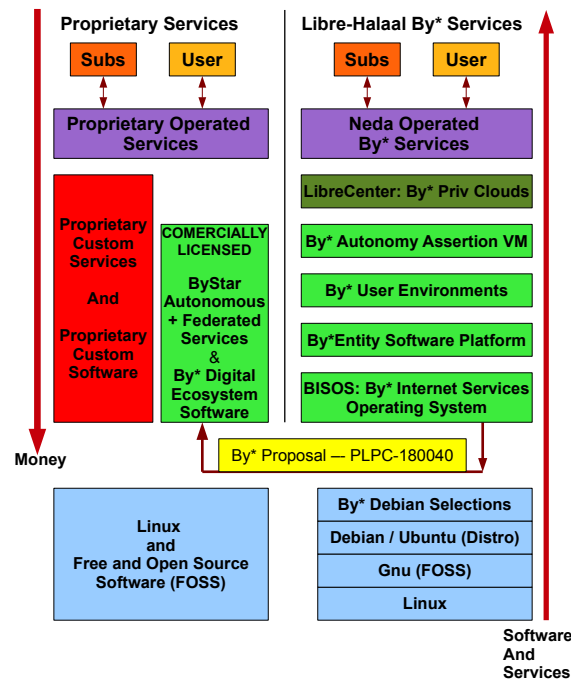 Proprietary Services
Subs
User
Proprietary Operated
Services
Proprietary
Custom
Services
And
Proprietary
Custom
Software
COMERCIALLY
LICENSED
ByStar
Autonomous
+ Federated
Services
&
By* Digital
Ecosystem
Software
Money
Linux
and
Free and Open Source
Software (FOSS)
Libre-Halaal By* Services
Subs
User
Neda Operated
By* Services
LibreCenter: By* Priv Clouds
By* Autonomy Assertion VM
By* User Environments
By*Entity Software Platform
BISOS: By* Internet Services
Operating System
By* Proposal –- PLPC-180040
By* Debian Selections
Debian / Ubuntu (Distro)
Gnu (FOSS)
Linux
Software
And
Services